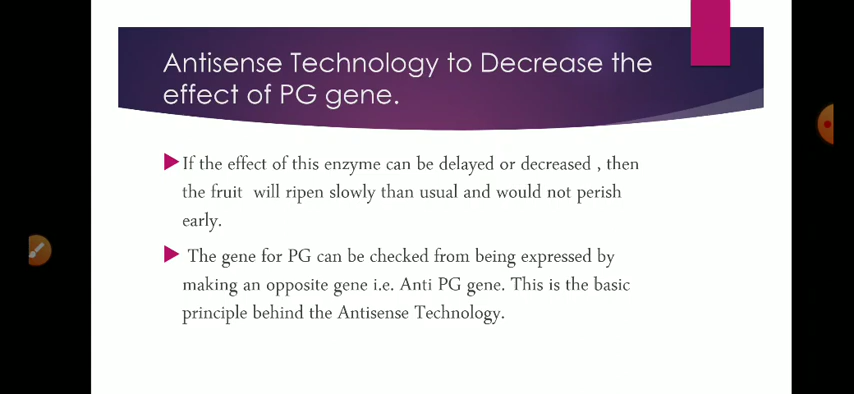 Antisense Technology to Decrease the
effect of PG gene.
If the effect of this enzyme can be delayed or decreased , then
the fruit will ripen slowly than usual and would not perish
early.
The gene for PG can be checked from being expressed by
making an opposite gene i.e. Anti PG gene. This is the basic
principle behind the Antisense Technology.